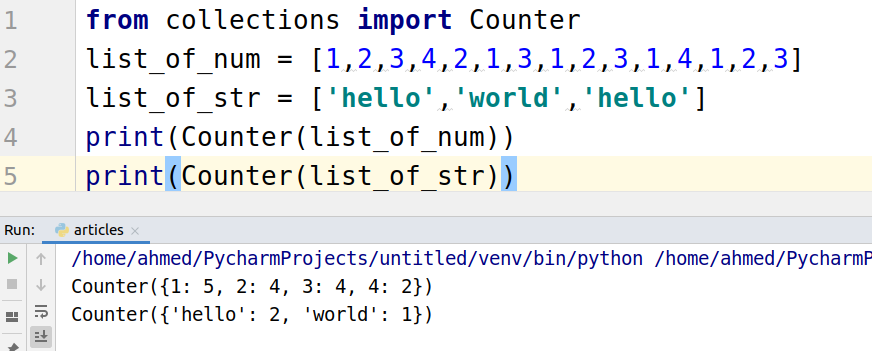 1 from collections import Counter
2 list_of_num = [1,2,3,4,2,1,3,1,2,3,1,4,1,2,3]
3 list_of_str = ['hello','world','hello']
4 print(Counter(list_of_num))
5 print(Counter(list_of_str))
Run: articles
/home/ahmed/PycharmProjects/untitled/venv/bin/python /home/ahmed/PycharmP
Counter({1: 5, 2: 4, 3: 4, 4: 2})
Counter({'hello': 2, 'world': 1})